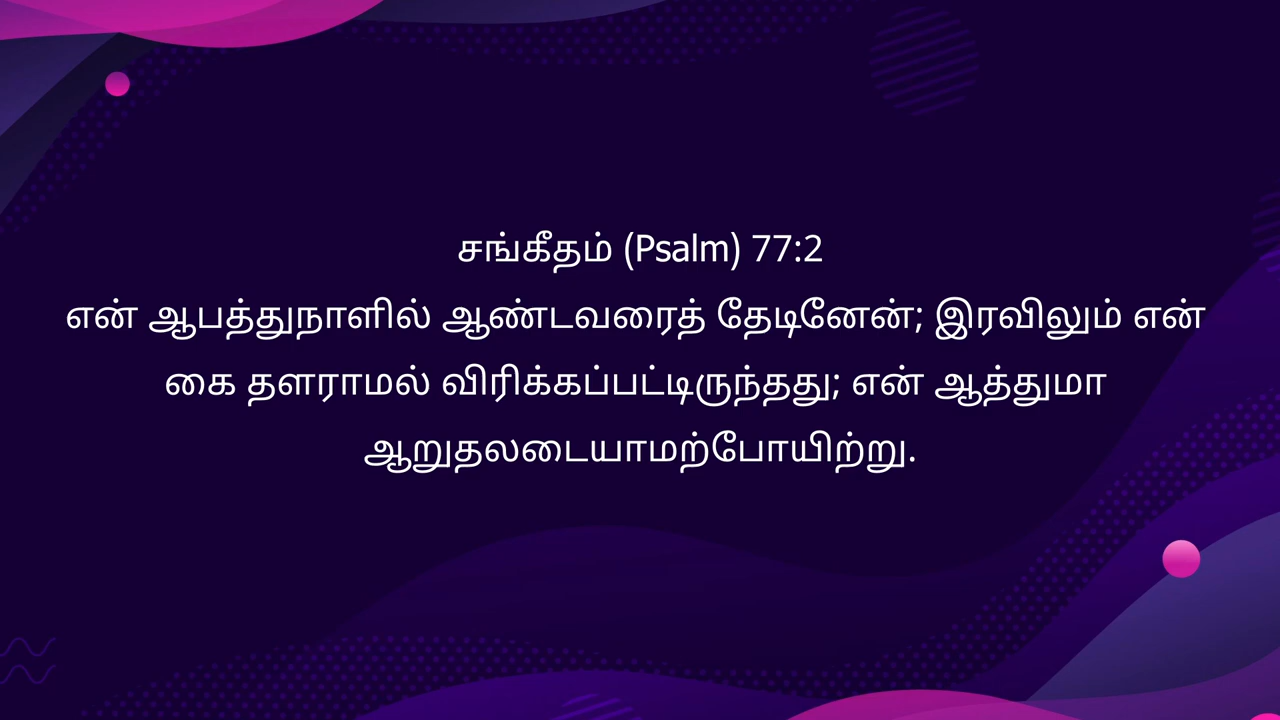 சங்கீதம் (Psalm) 77:2
என் ஆபத்துநாளில் ஆண்டவரைத் தேடினேன்; இரவிலும் என்
கை தளராமல் விரிக்கப்பட்டிருந்தது; என் ஆத்துமா
ஆறுதலடையாமற்போயிற்று.